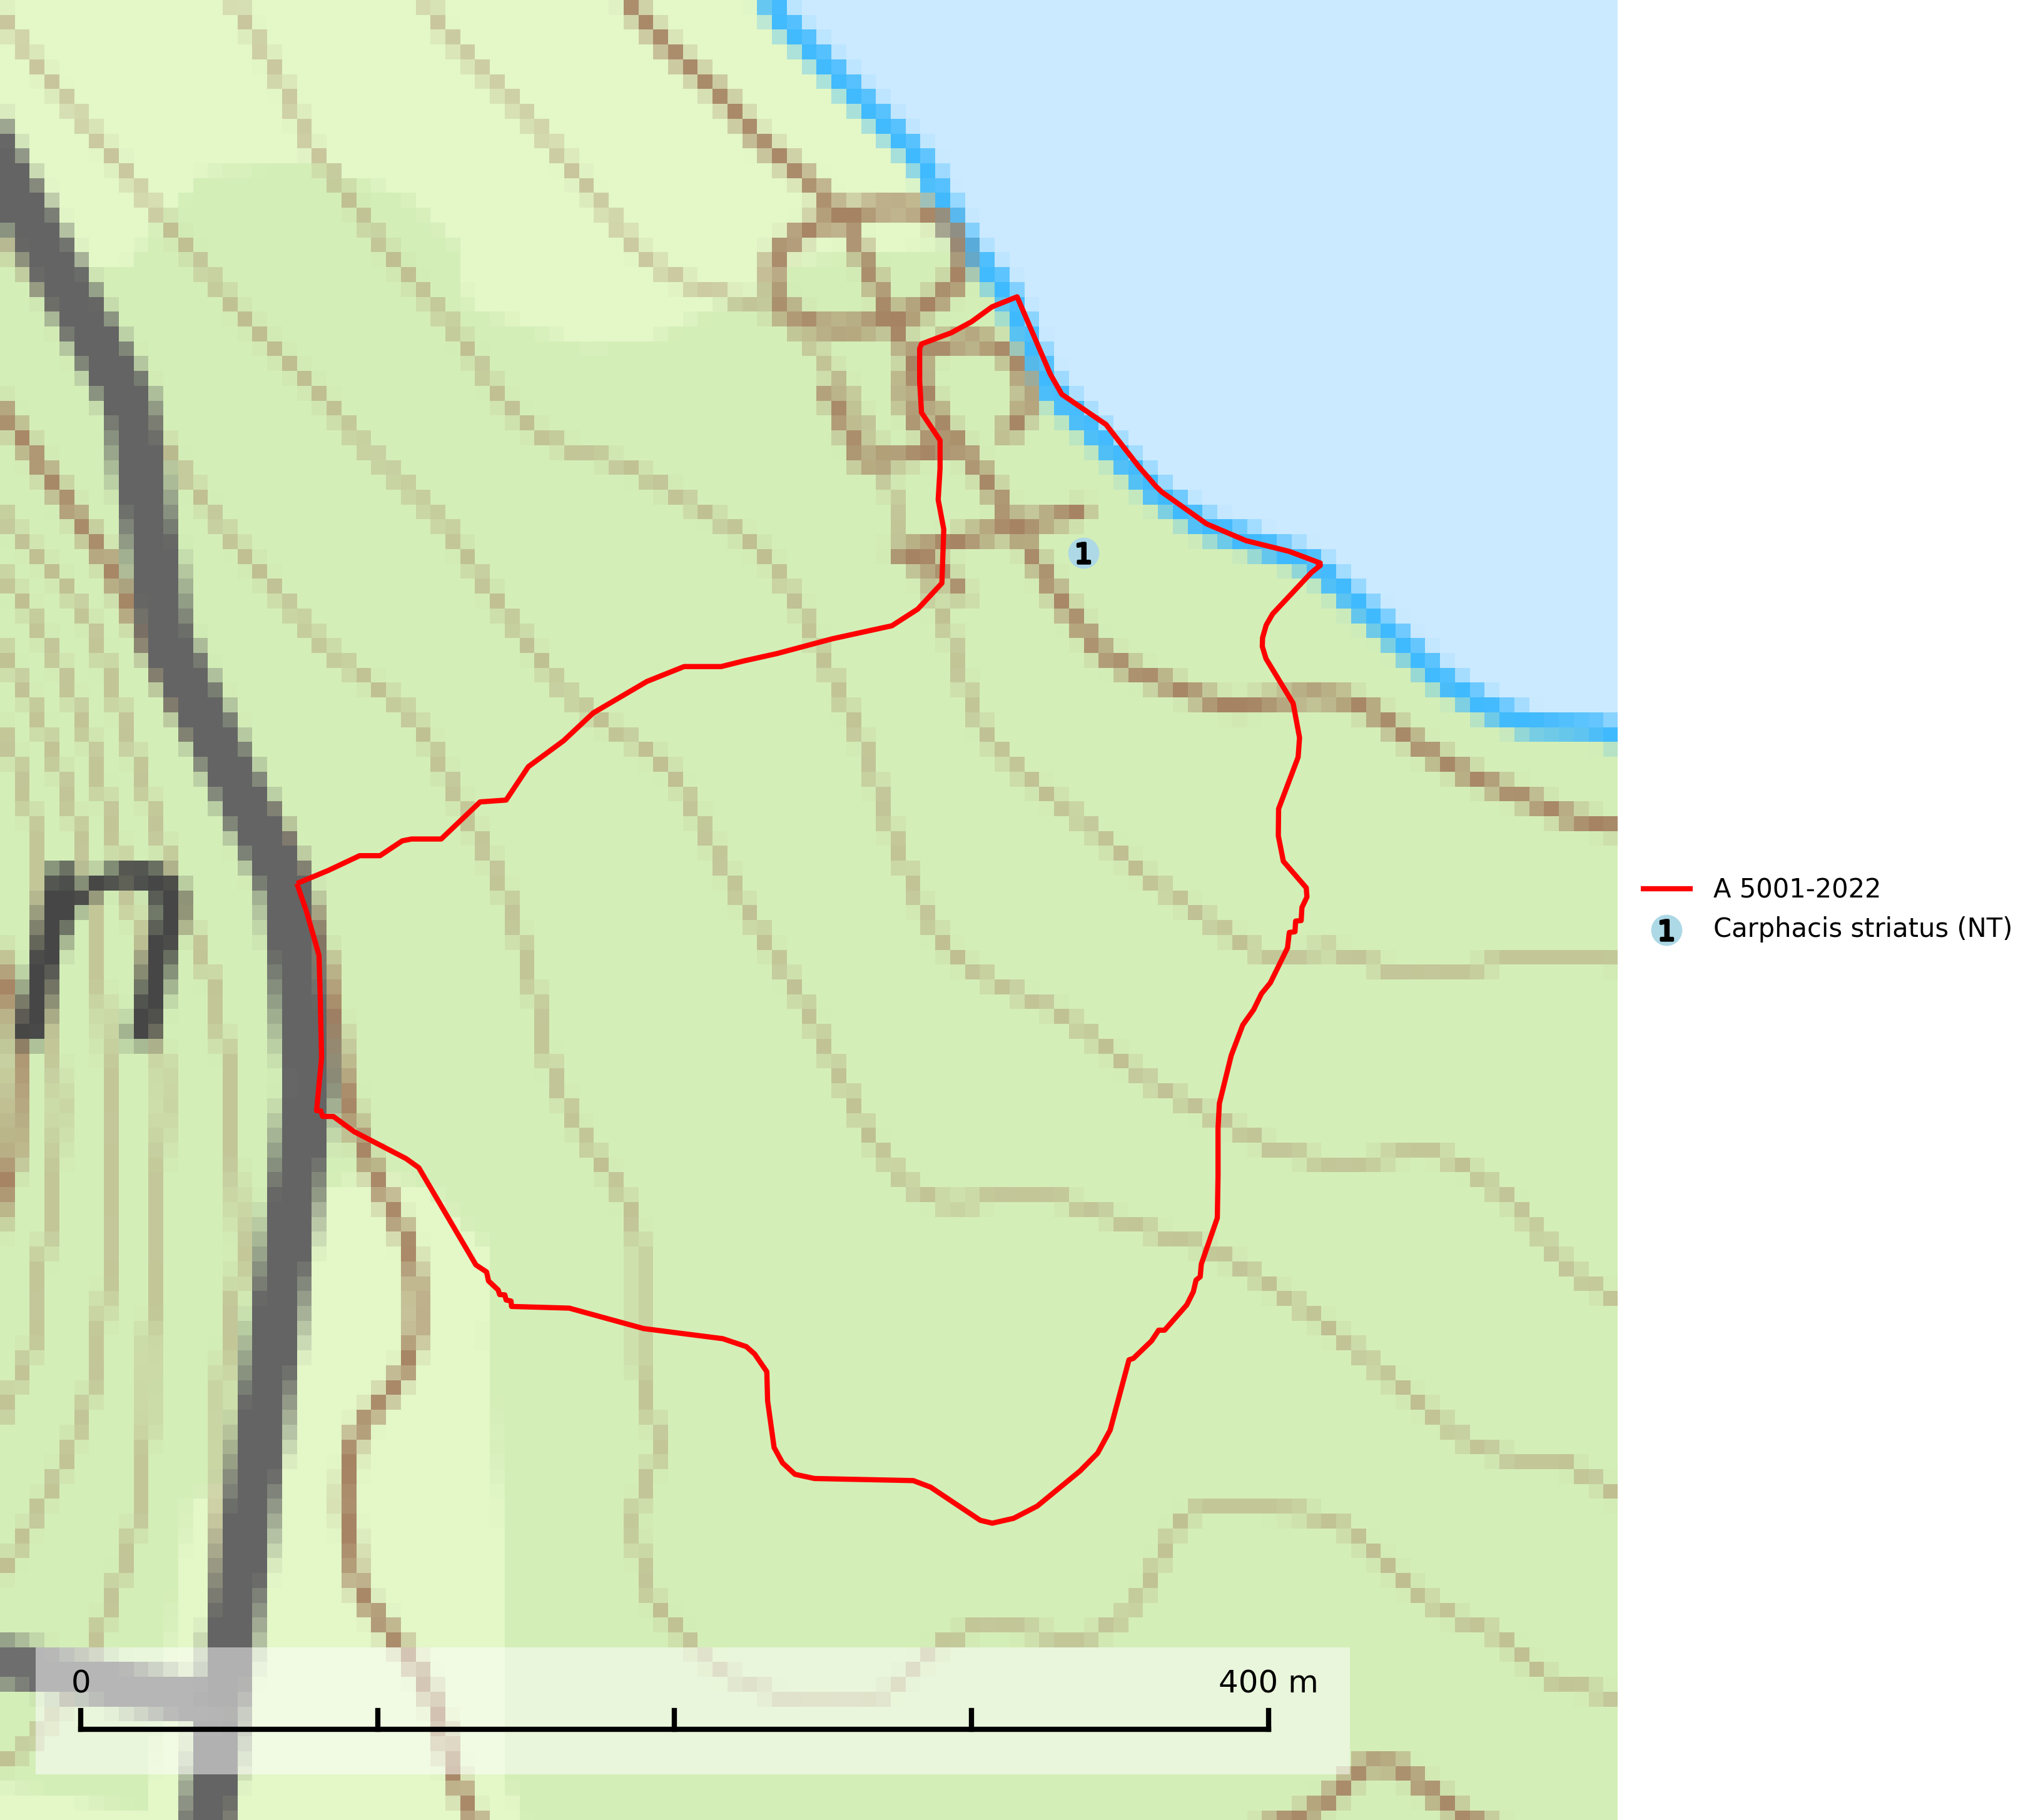 A 5001-2022
1 Carphacis striatus (NT)
1
0 400 m